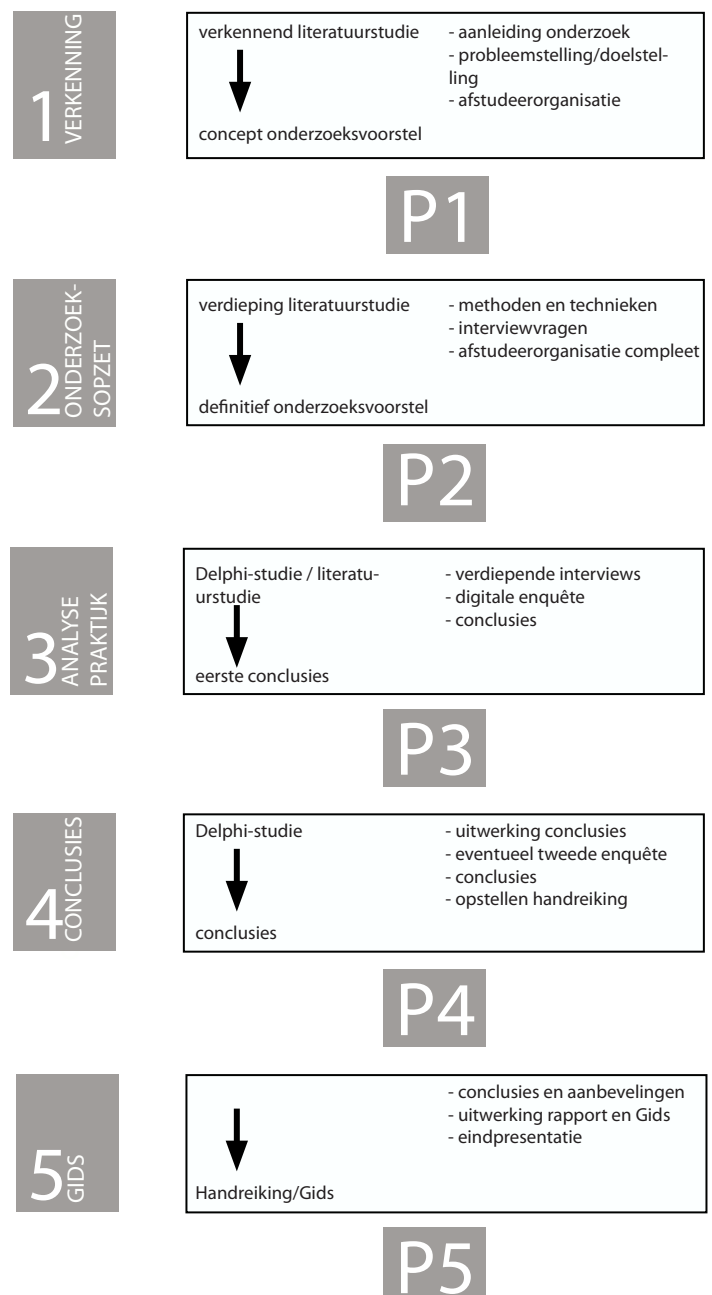 1
VERKENNING
verkennend literatuurstudie
concept onderzoeksvoorstel
- aanleiding onderzoek
- probleemstelling/doelstel-
ling
- afstudeerorganisatie
P1
2
ONDERZOEK-
SOPZET
verdieping literatuurstudie
definitief onderzoeksvoorstel
- methoden en technieken
- interviewvragen
- afstudeerorganisatie compleet
P2
3
ANALYSE
PRAKTIJK
Delphi-studie / literatu-
urstudie
eerste conclusies
- verdiepende interviews
- digitale enquête
- conclusies
P3
4
CONCLUSIES
Delphi-studie
conclusies
- uitwerking conclusies
- eventueel tweede enquête
- conclusies
- opstellen handreiking
P4
5
GIDS
Handreiking/Gids
- conclusies en aanbevelingen
- uitwerking rapport en Gids
- eindpresentatie
P5